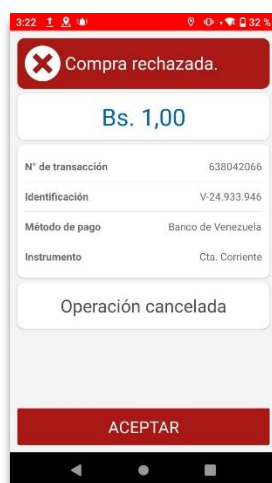 3:22 32 %
Compra rechazada.
Bs. 1,00
N° de transacción 638042066
Identificación V-24.933.946
Método de pago Banco de Venezuela
Instrumento Cta. Corriente
Operación cancelada
ACEPTAR